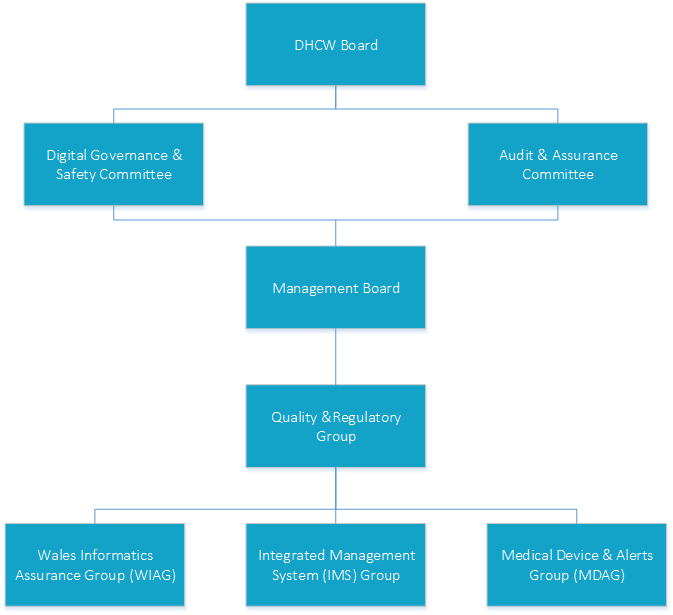 DHCW Board
Digital Governance &
Safety Committee
Audit & Assurance
Committee
Management Board
Quality &Regulatory
Group
Wales Informatics
Assurance Group (WIAG)
Integrated Management
System (IMS) Group
Medical Device & Alerts
Group (MDAG)